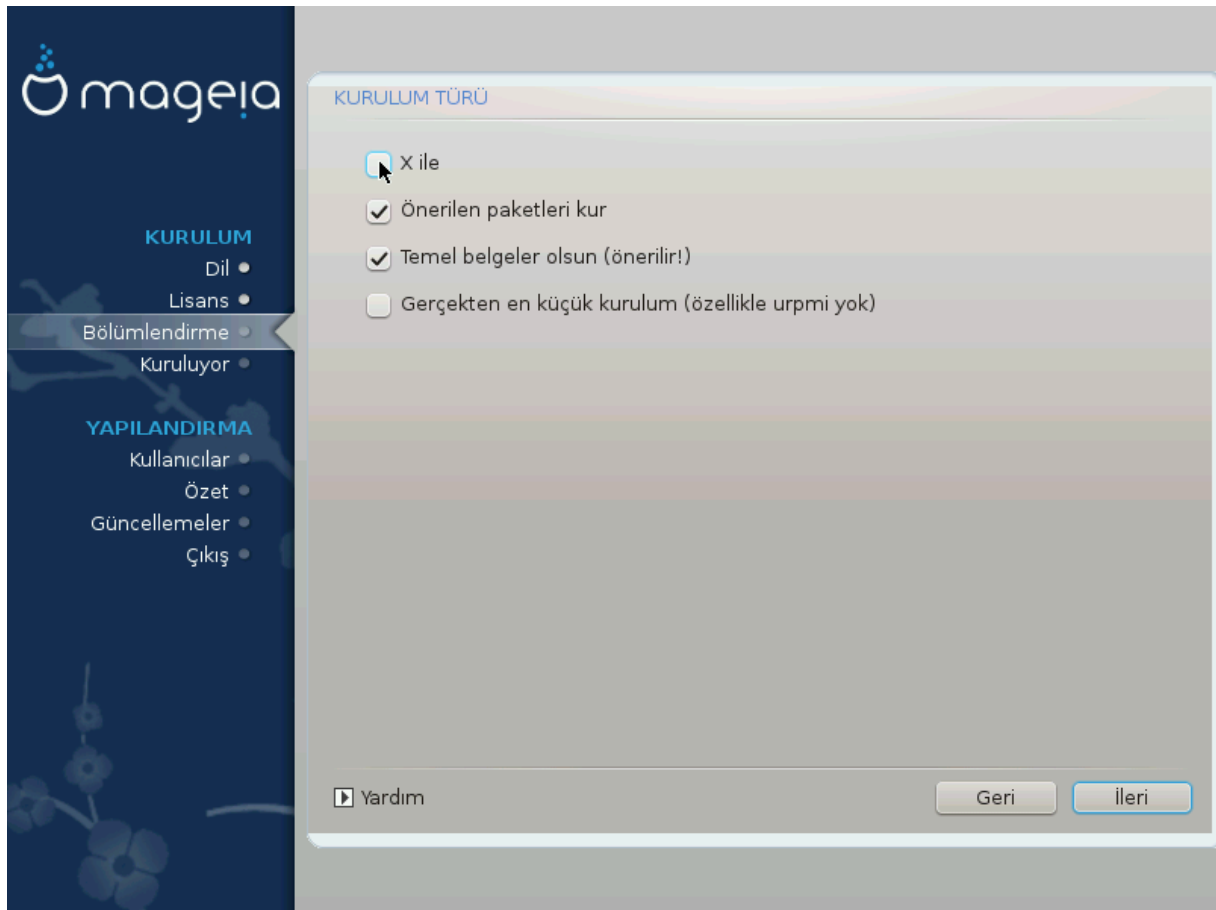 mageia
KURULUM
Dil
Lisans
Bölümlendirme
Kuruluyor
YAPILANDIRMA
Kullanıcılar
Özet
Güncellemeler
Çıkış
KURULUM TÜRÜ
X ile
Önerilen paketleri kur
Temel belgeler olsun (önerilir!)
Gerçekten en küçük kurulum (özellikle urpmi yok)
Yardım
Geri
İleri